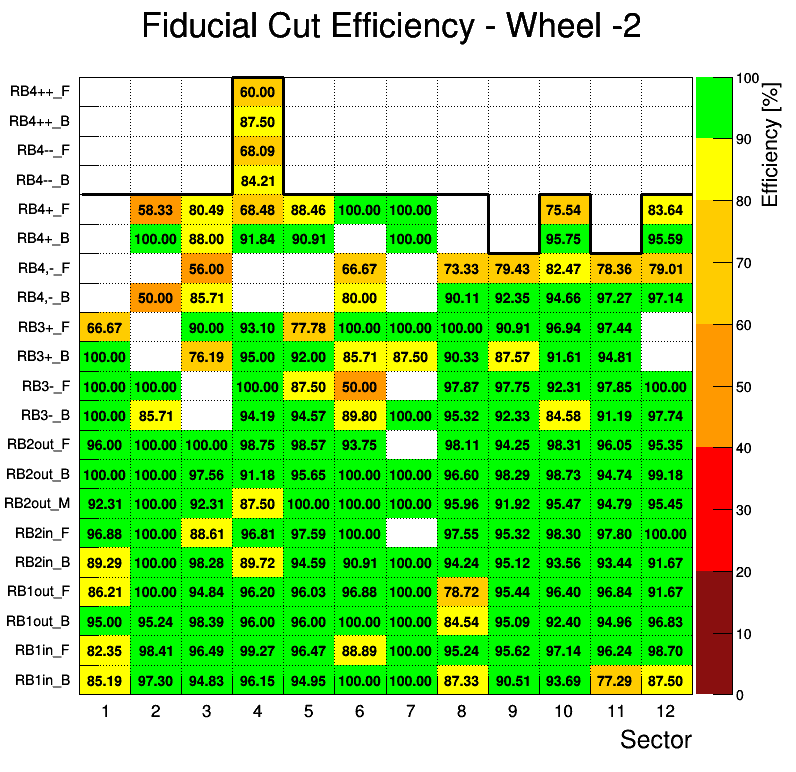 Fiducial Cut Efficiency - Wheel -2
RB4++_F 60.00
RB4++_B 87.50
RB4--_F 68.09
RB4--_B 84.21
RB4+_F 58.33 80.49 68.48 88.46 100.00 100.00 75.54 83.64
RB4+_B 100.00 88.00 91.84 90.91 100.00 95.75 95.59
RB4,-_F 56.00 66.67 73.33 79.43 82.47 78.36 79.01
RB4,-_B 50.00 85.71 80.00 90.11 92.35 94.66 97.27 97.14
RB3+_F 66.67 90.00 93.10 77.78 100.00 100.00 100.00 90.91 96.94 97.44
RB3+_B 100.00 76.19 95.00 92.00 85.71 87.50 90.33 87.57 91.61 94.81
RB3-_F 100.00 100.00 100.00 87.50 50.00 97.87 97.75 92.31 97.85 100.00
RB3-_B 100.00 85.71 94.19 94.57 89.80 100.00 95.32 92.33 84.58 91.19 97.74
RB2out_F 96.00 100.00 100.00 98.75 98.57 93.75 98.11 94.25 98.31 96.05 95.35
RB2out_B 100.00 100.00 97.56 91.18 95.65 100.00 100.00 96.60 98.29 98.73 94.74 99.18
RB2out_M 92.31 100.00 92.31 87.50 100.00 100.00 100.00 95.96 91.92 95.47 94.79 95.45
RB2in_F 96.88 100.00 88.61 96.81 97.59 100.00 97.55 95.32 98.30 97.80 100.00
RB2in_B 89.29 100.00 98.28 89.72 94.59 90.91 100.00 94.24 95.12 93.56 93.44 91.67
RB1out_F 86.21 100.00 94.84 96.20 96.03 96.88 100.00 78.72 95.44 96.40 96.84 91.67
RB1out_B 95.00 95.24 98.39 96.00 96.00 100.00 100.00 84.54 95.09 92.40 94.96 96.83
RB1in_F 82.35 98.41 96.49 99.27 96.47 88.89 100.00 95.24 95.62 97.14 96.24 98.70
RB1in_B 85.19 97.30 94.83 96.15 94.95 100.00 100.00 87.33 90.51 93.69 77.29 87.50
1 2 3 4 5 6 7 8 9 10 11 12
Sector
100
90
80
70
60
50
40
30
20
10
0
Efficiency [%]